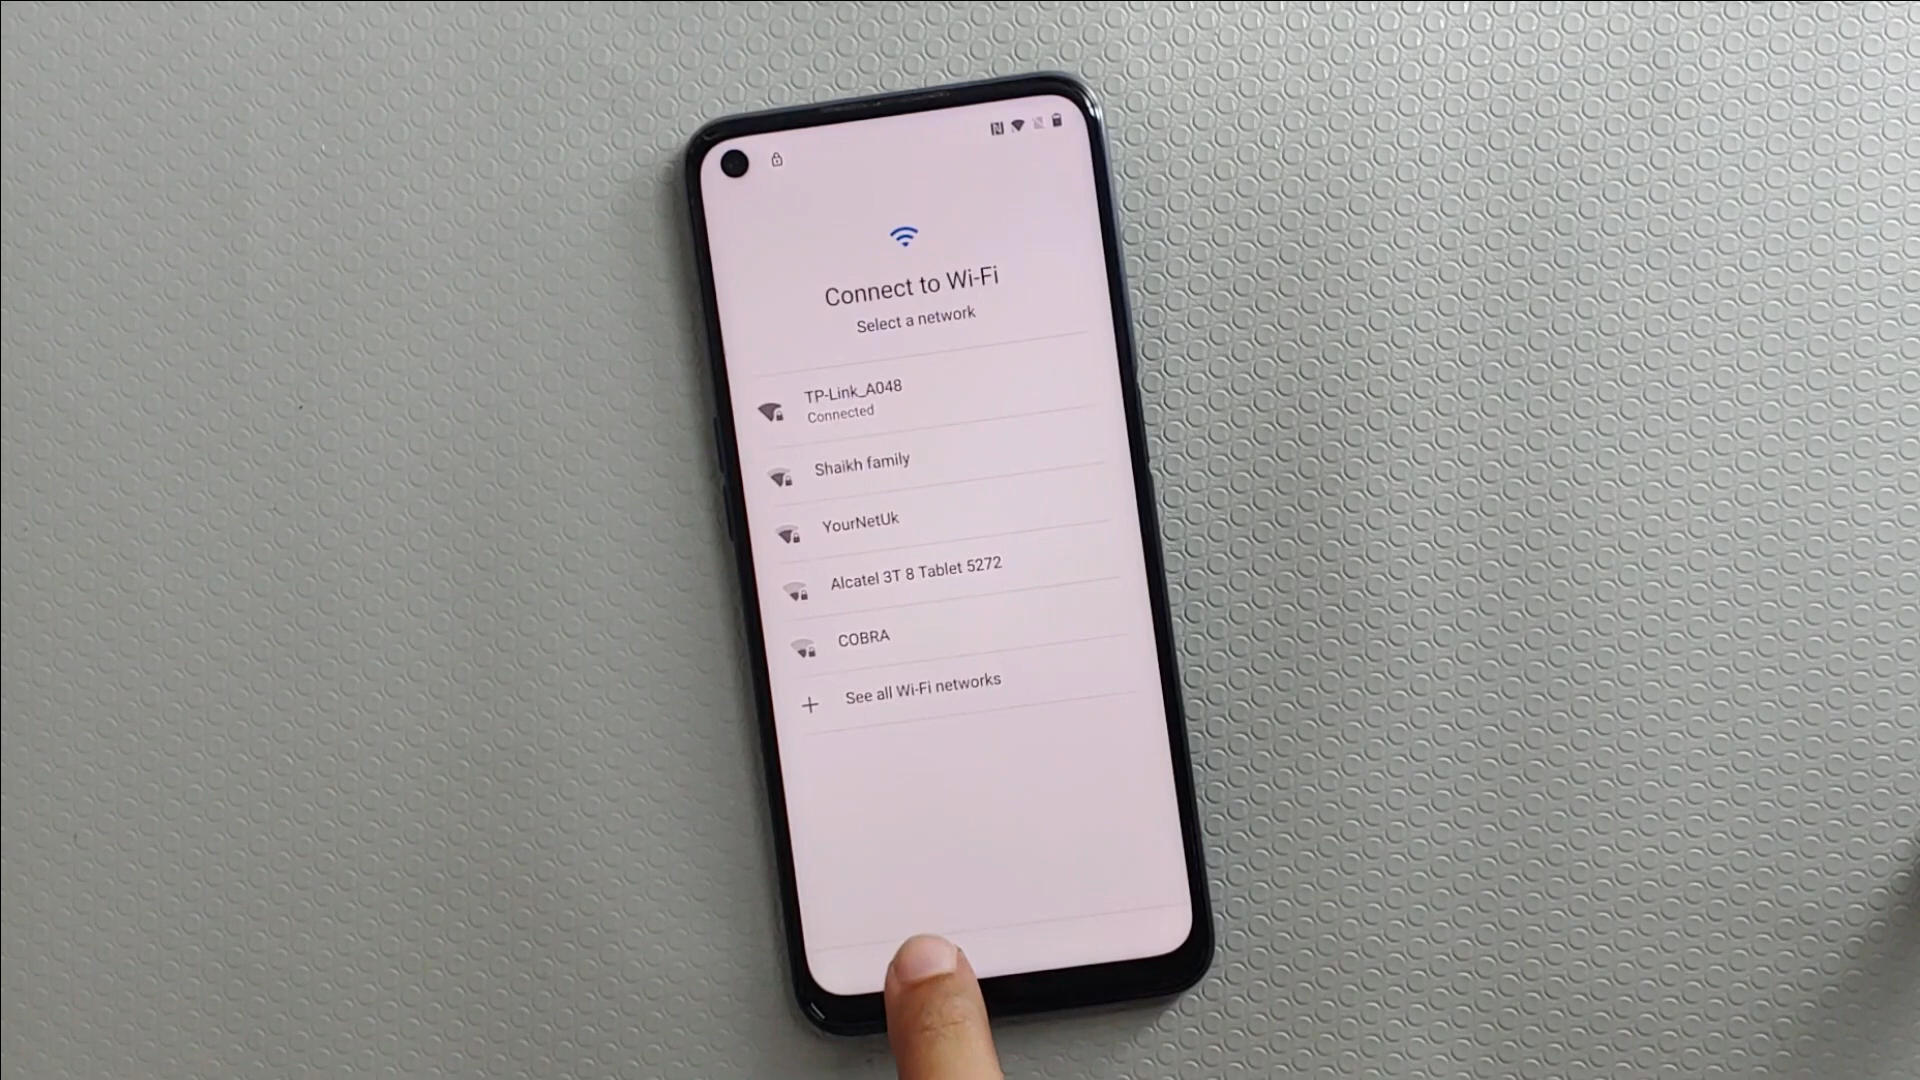 Connect to Wi-Fi
Select a network
TP-Link_A048
Connected
Shaikh family
YourNetUk
Alcatel 3T 8 Tablet 5272
COBRA
See all Wi-Fi networks